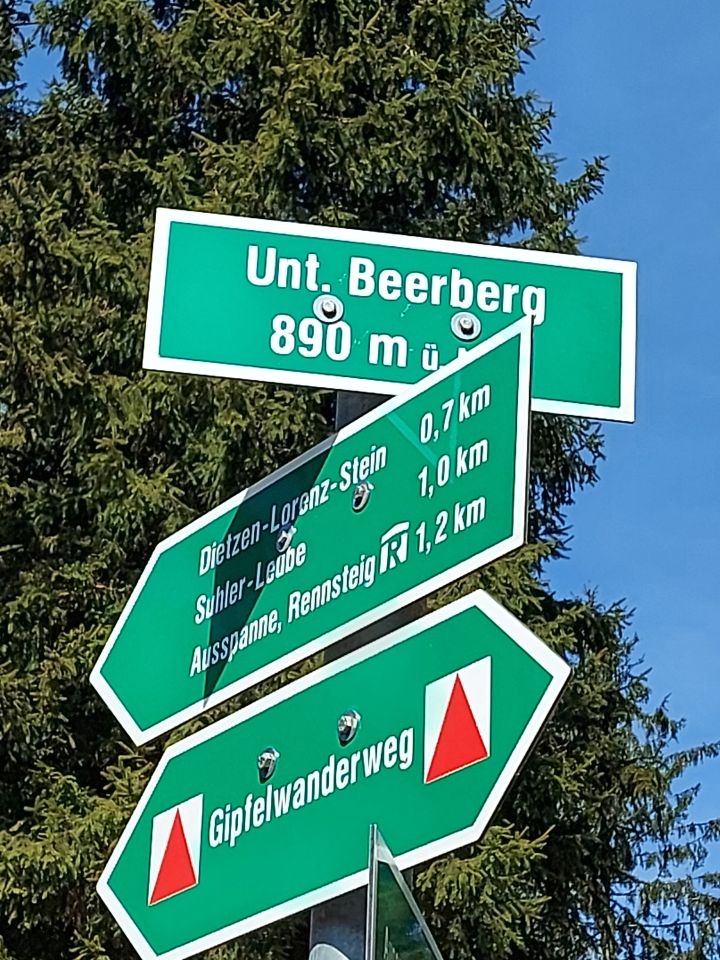 Unt. Beerberg
890 m ü.
Dietzen-Lorenz-Stein 0,7 km
Suhler-Leube 1,0 km
Ausspanne, Rennsteig R 1,2 km
Gipfelwanderweg